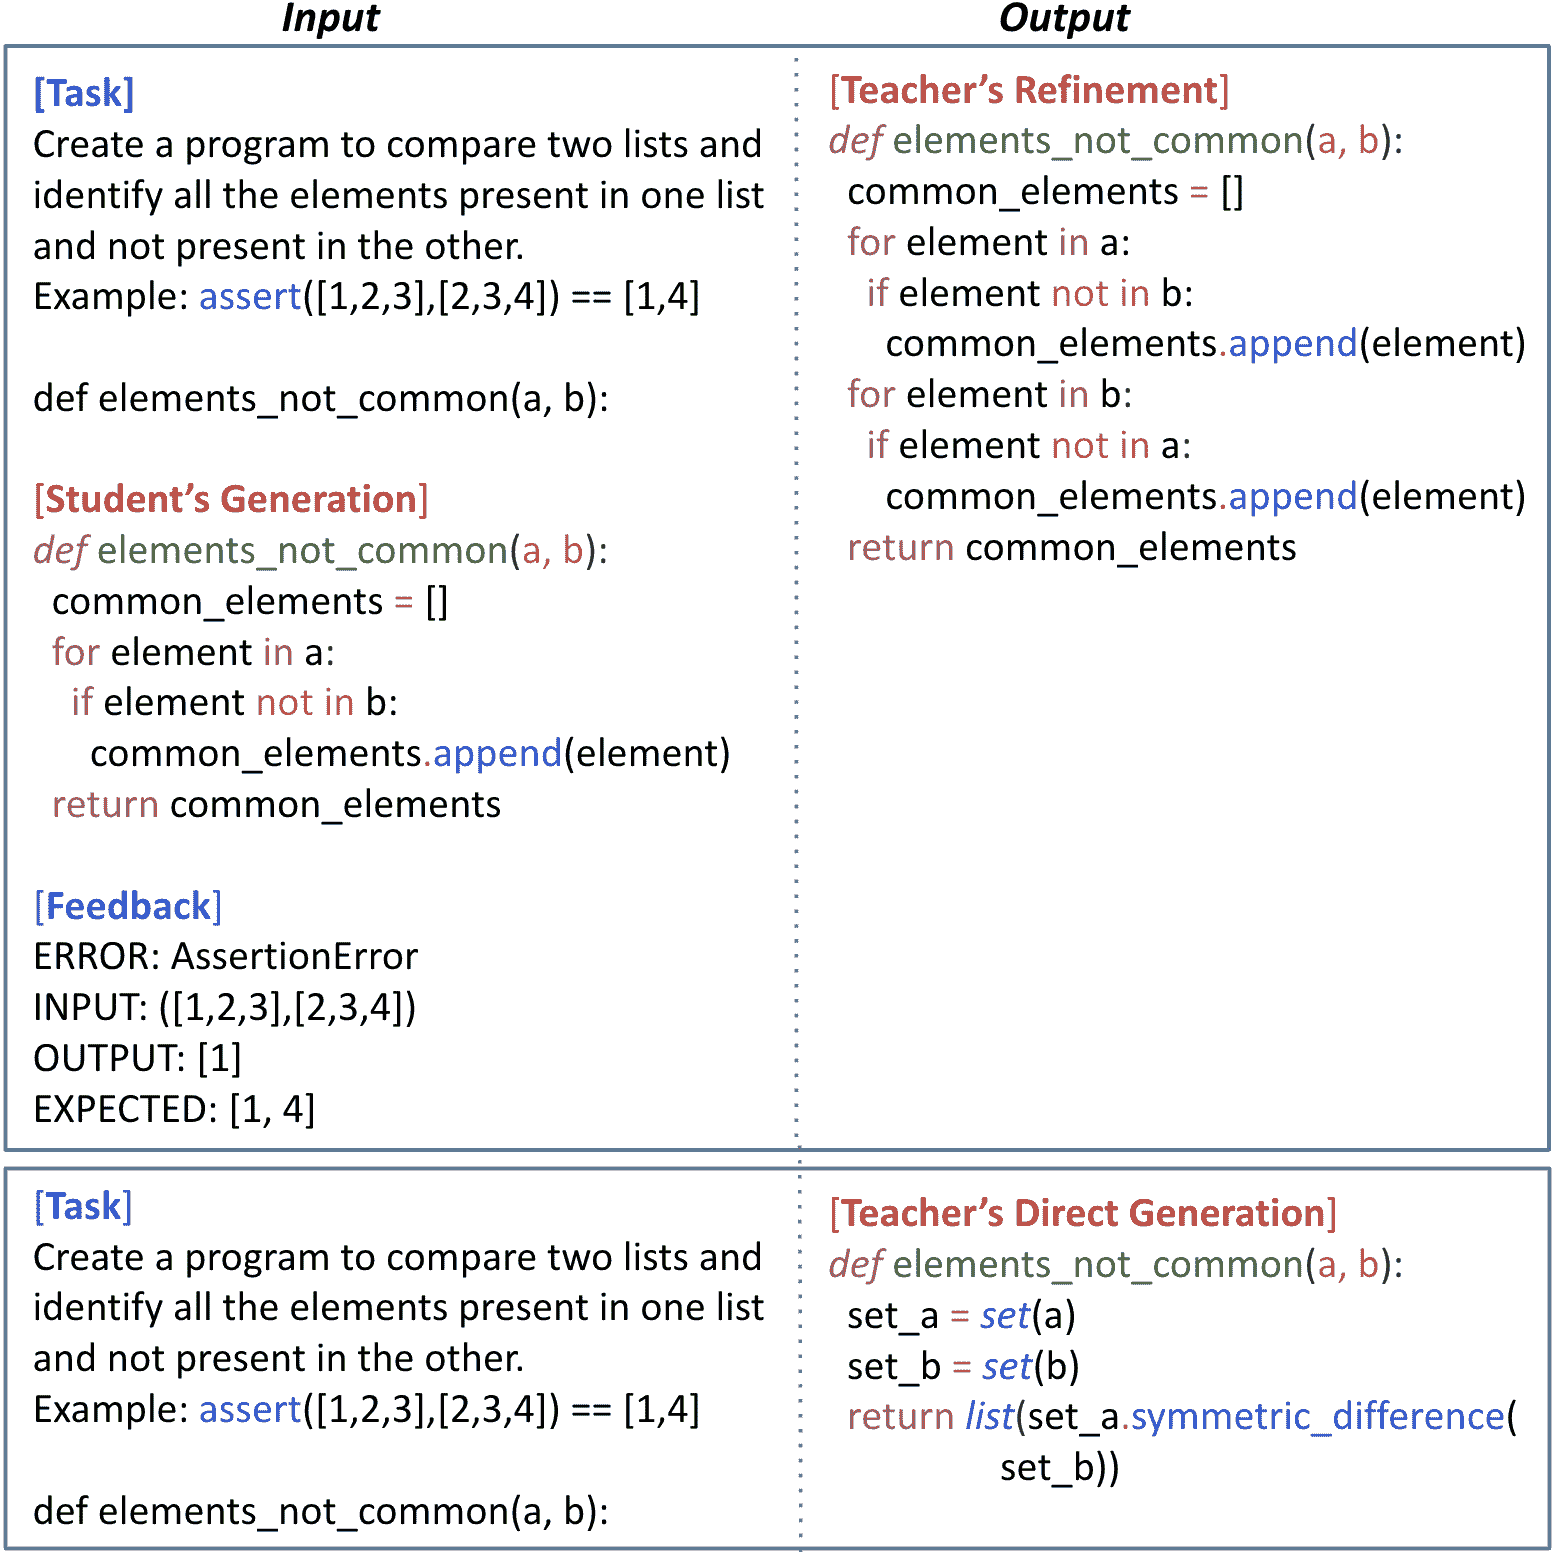 Input
Output
[Task]
Create a program to compare two lists and
identify all the elements present in one list
and not present in the other.
Example: assert([1,2,3],[2,3,4]) == [1,4]
def elements_not_common(a, b):
[Student’s Generation]
def elements_not_common(a, b):
common_elements = []
for element in a:
if element not in b:
common_elements.append(element)
return common_elements
[Feedback]
ERROR: AssertionError
INPUT: ([1,2,3],[2,3,4])
OUTPUT: [1]
EXPECTED: [1, 4]
[Teacher’s Refinement]
def elements_not_common(a, b):
common_elements = []
for element in a:
if element not in b:
common_elements.append(element)
for element in b:
if element not in a:
common_elements.append(element)
return common_elements
[Task]
Create a program to compare two lists and
identify all the elements present in one list
and not present in the other.
Example: assert([1,2,3],[2,3,4]) == [1,4]
def elements_not_common(a, b):
[Teacher’s Direct Generation]
def elements_not_common(a, b):
set_a = set(a)
set_b = set(b)
return list(set_a.symmetric_difference(
set_b))